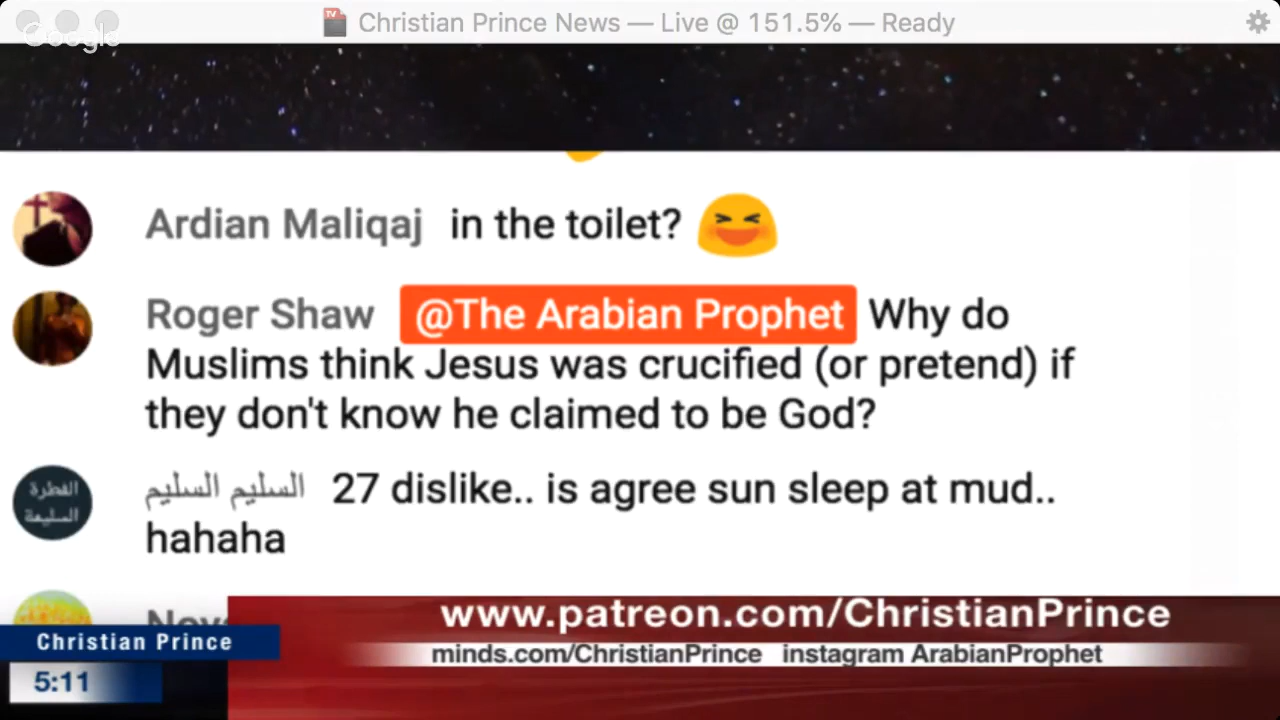 Christian Prince News — Live @ 151.5% — Ready
Google
Ardian Maliqaj in the toilet?
Roger Shaw @The Arabian Prophet Why do
Muslims think Jesus was crucified (or pretend) if
they don't know he claimed to be God?
السليم السليم 27 dislike.. is agree sun sleep at mud..
hahaha
الفطرة
السليمة
www.patreon.com/ChristianPrince
Christian Prince
minds.com/ChristianPrince instagram ArabianProphet
5:11